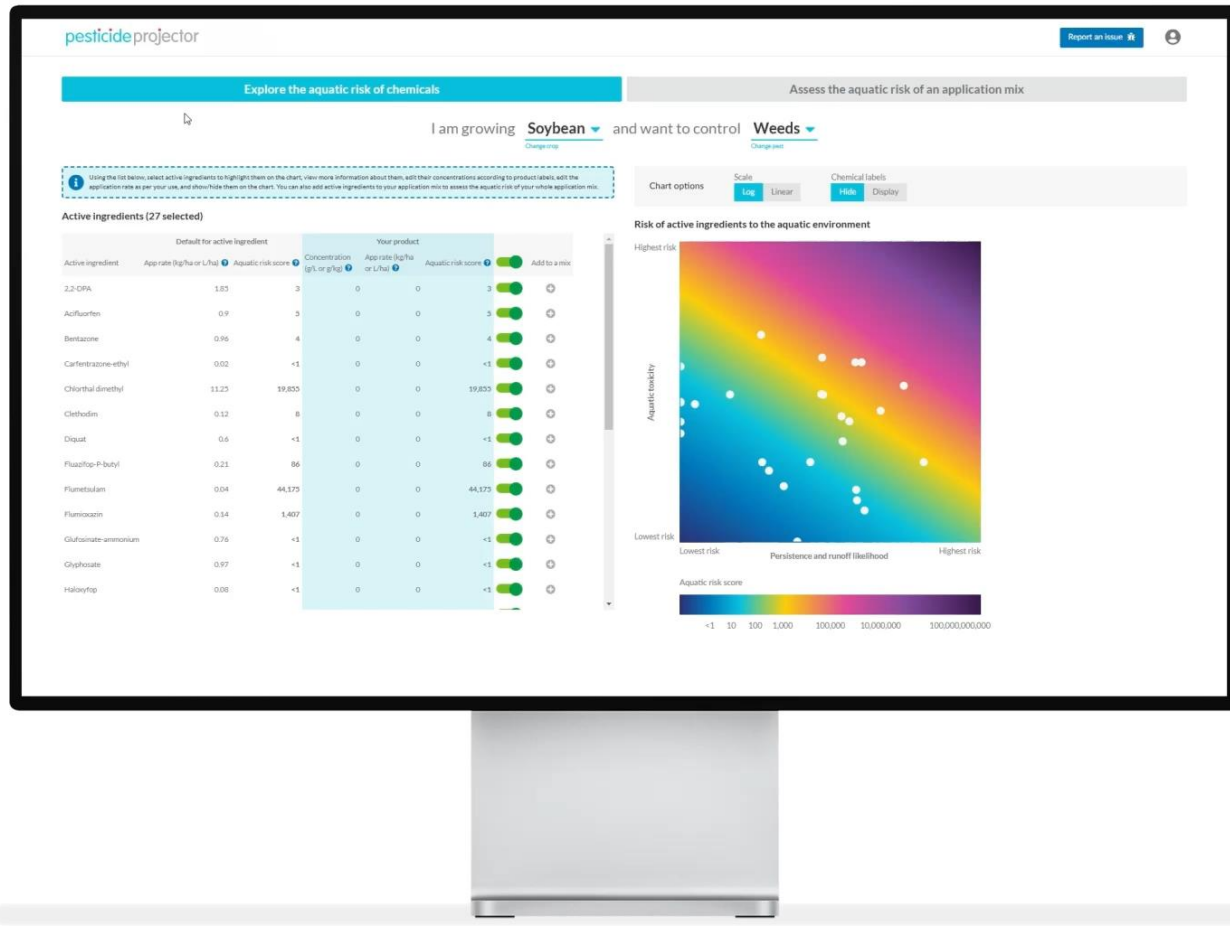 pesticideprojector
Report an issue
Explore the aquatic risk of chemicals
Assess the aquatic risk of an application mix
I am growing Soybean and want to control Weeds
Change crop
Change pest
Using the list below, select active ingredients to highlight them on the chart, view more information about them, edit their concentrations according to product labels, edit the
application rate as per your use, and show/hide them on the chart. You can also add active ingredients to your application mix to assess the aquatic risk of your whole application mix.
Chart options
Scale
Log Linear
Chemical labels
Hide Display
Active ingredients (27 selected)
Default for active ingredient
Your product
Active ingredient
App rate (kg/ha or L/ha)
Aquatic risk score
Concentration
(g/L or g/kg)
App rate (kg/ha
or L/ha)
Aquatic risk score
Add to a mix
2,2-DPA 1.85 3 0 0 3
Acifluorfen 0.9 5 0 0 5
Bentazone 0.96 4 0 0 4
Carfentrazone-ethyl 0.02 <1 0 0 <1
Chlorthal dimethyl 11.25 19,855 0 0 19,855
Clethodim 0.12 8 0 0 8
Diquat 0.6 <1 0 0 <1
Fluazifop-P-butyl 0.21 86 0 0 86
Flumetsulam 0.04 44,175 0 0 44,175
Flumioxazin 0.14 1,407 0 0 1,407
Glufosinate-ammonium 0.76 <1 0 0 <1
Glyphosate 0.97 <1 0 0 <1
Haloxyfop 0.08 <1 0 0 <1
Risk of active ingredients to the aquatic environment
Highest risk
Aquatic toxicity
Lowest risk
Lowest risk
Persistence and runoff likelihood
Highest risk
Aquatic risk score
<1 10 100 1,000 100,000 10,000,000 100,000,000,000